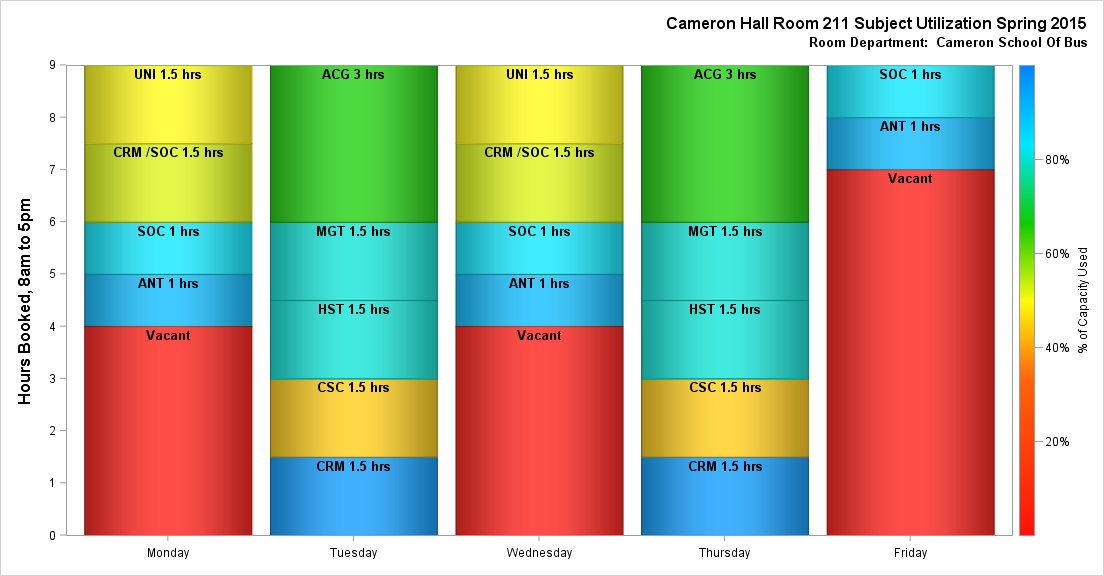 Cameron Hall Room 211 Subject Utilization Spring 2015
Room Department:  Cameron School Of Bus
Hours Booked, 8am to 5pm
9
8
7
6
5
4
3
2
1
0
UNI 1.5 hrs
CRM /SOC 1.5 hrs
SOC 1 hrs
ANT 1 hrs
Vacant
ACG 3 hrs
MGT 1.5 hrs
HST 1.5 hrs
CSC 1.5 hrs
CRM 1.5 hrs
UNI 1.5 hrs
CRM /SOC 1.5 hrs
SOC 1 hrs
ANT 1 hrs
Vacant
ACG 3 hrs
MGT 1.5 hrs
HST 1.5 hrs
CSC 1.5 hrs
CRM 1.5 hrs
SOC 1 hrs
ANT 1 hrs
Vacant
Monday
Tuesday
Wednesday
Thursday
Friday
80%
60%
40%
20%
% of Capacity Used